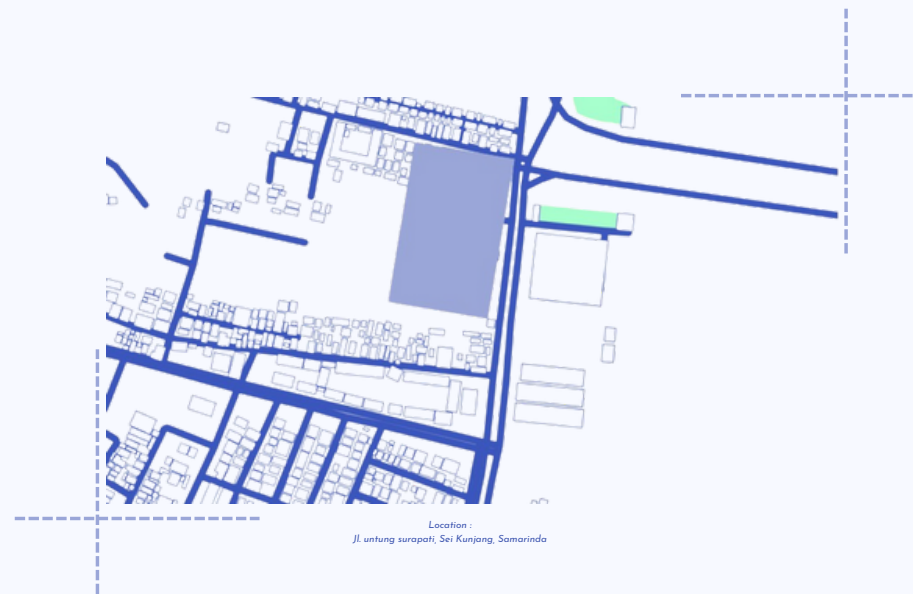 Location :
Jl. untung surapati, Sei Kunjang, Samarinda